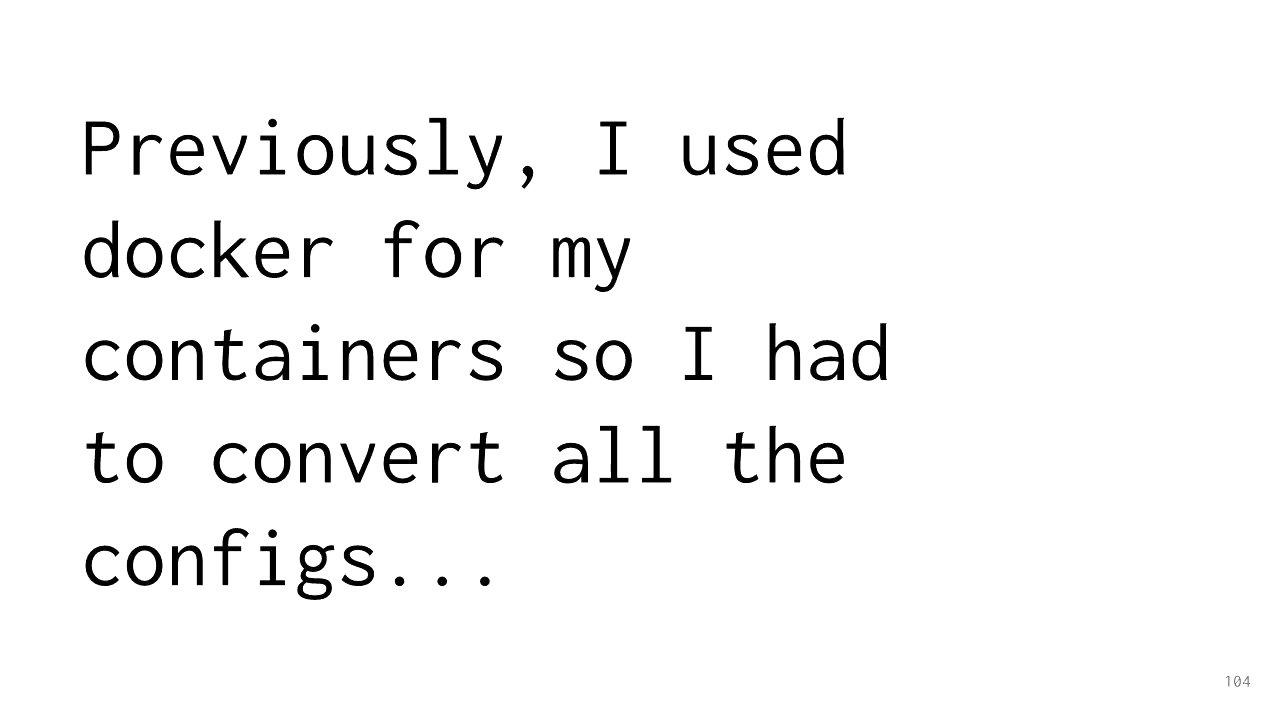 Previously, I used
docker for my
containers so I had
to convert all the
configs...
104